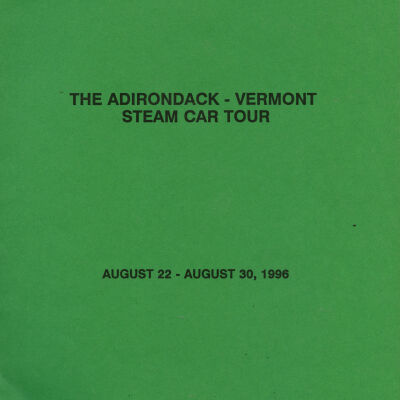 THE ADIRONDACK - VERMONT
STEAM CAR TOUR
AUGUST 22 - AUGUST 30, 1996